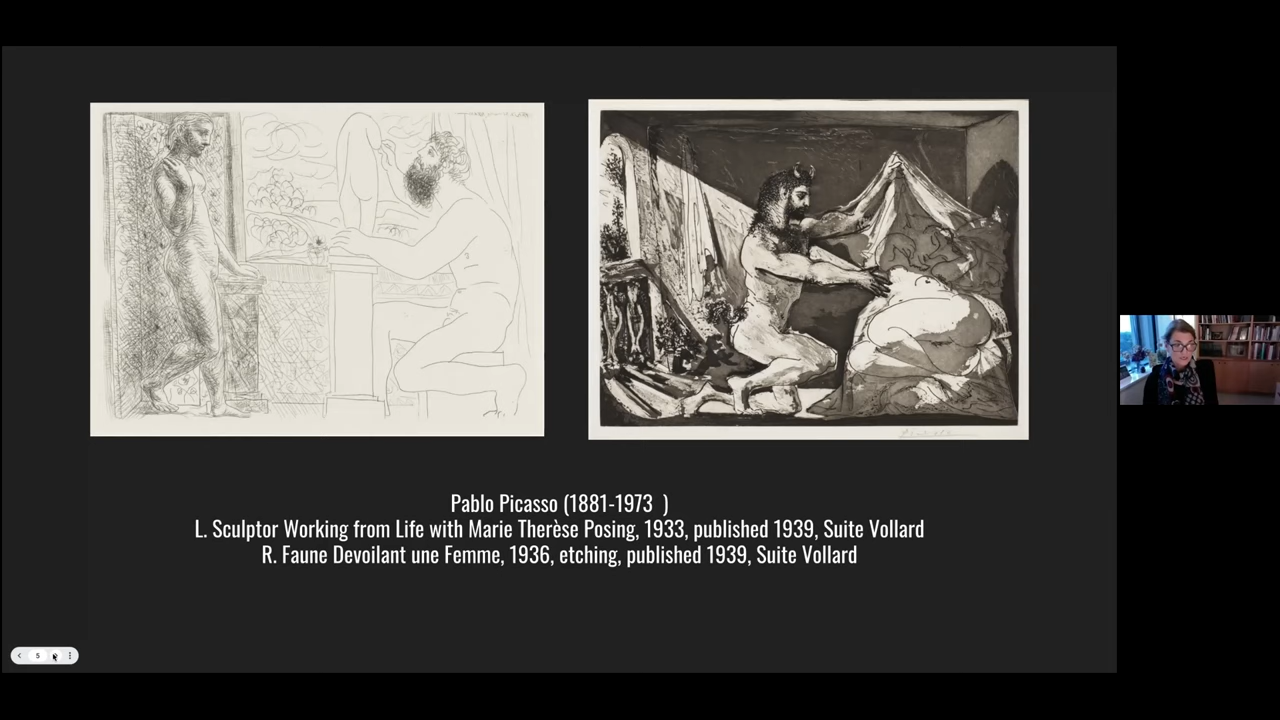 Pablo Picasso (1881-1973  )
L. Sculptor Working from Life with Marie Therèse Posing, 1933, published 1939, Suite Vollard
R. Faune Devoilant une Femme, 1936, etching, published 1939, Suite Vollard
5